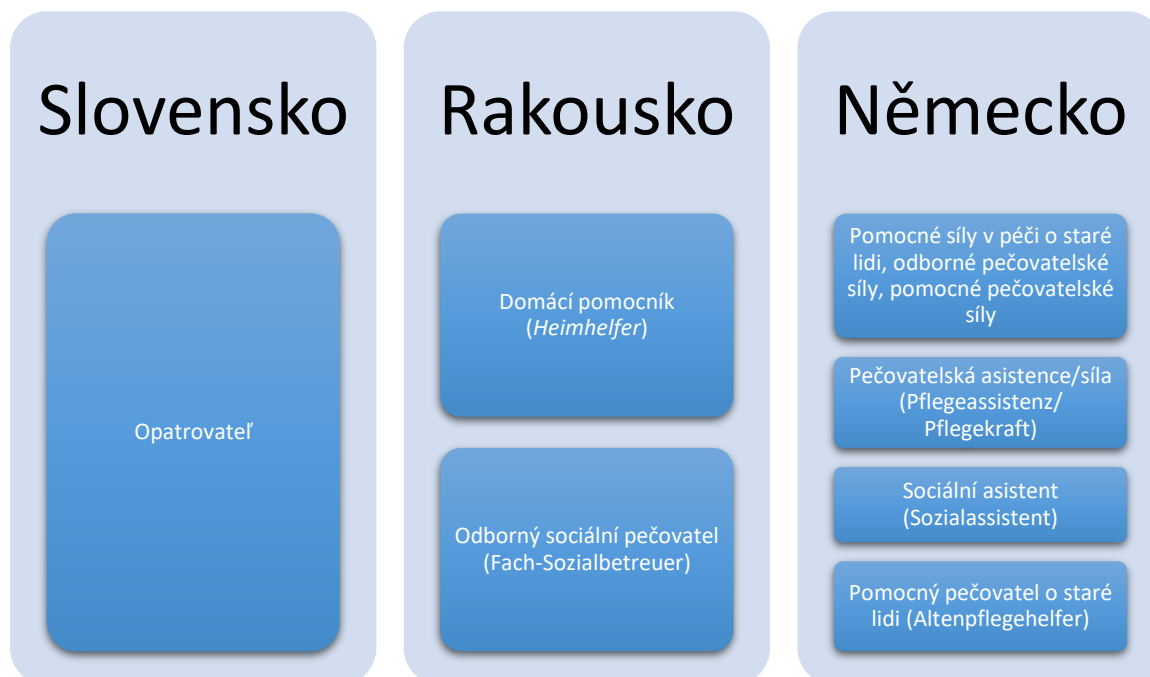 Slovensko
Opatrovateľ
Rakousko
Domácí pomocník
(Heimhelfer)
Odborný sociální pečovatel
(Fach-Sozialbetreuer)
Německo
Pomocné síly v péči o staré
lidi, odborné pečovatelské
síly, pomocné pečovatelské
síly
Pečovatelská asistence/síla
(Pflegeassistenz/
Pflegekraft)
Sociální asistent
(Sozialassistent)
Pomocný pečovatel o staré
lidi (Altenpflegehelfer)